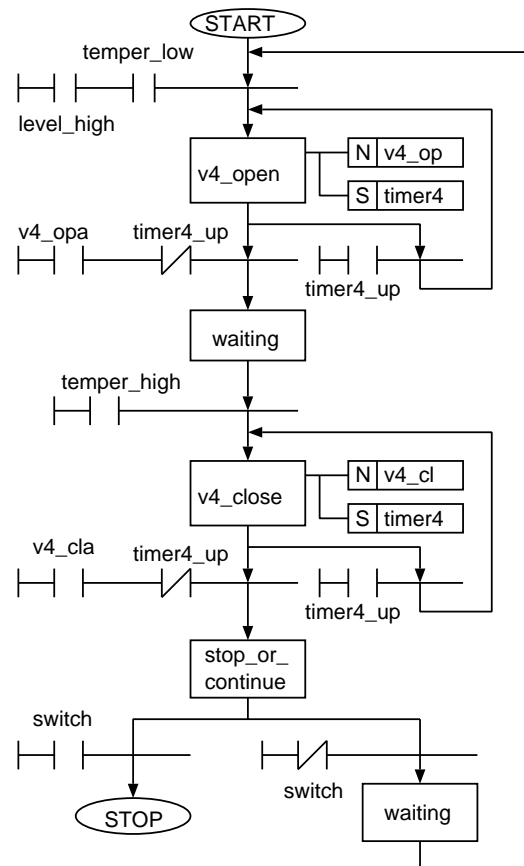 START
temper_low
level_high
v4_open
N v4_op
S timer4
v4_opa
timer4_up
timer4_up
waiting
temper_high
v4_close
N v4_cl
S timer4
v4_cla
timer4_up
timer4_up
stop_or_
continue
switch
switch
STOP
waiting